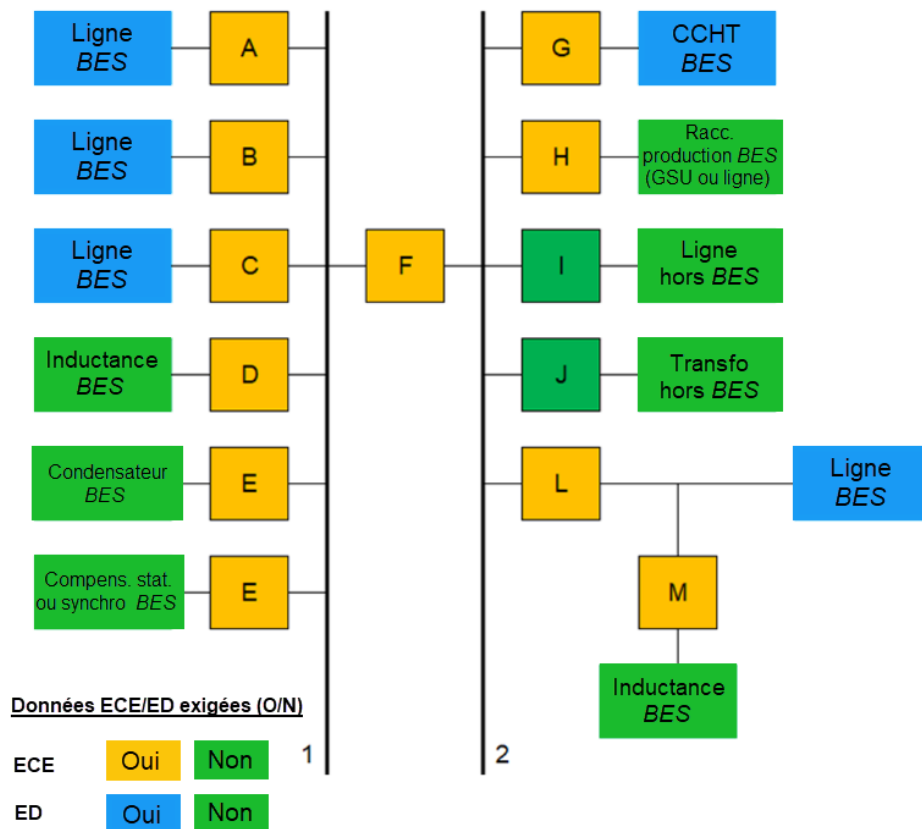 Ligne
BES
A
G
CCHT
BES
Ligne
BES
B
H
Racc.
production BES
(GSU ou ligne)
Ligne
BES
C
F
I
Ligne
hors BES
Inductance
BES
D
J
Transfo
hors BES
Condensateur
BES
E
L
Ligne
BES
Compens. stat.
ou synchro BES
E
M
Inductance
BES
Données ECE/ED exigées (O/N)
1
2
ECE
Oui
Non
ED
Oui
Non